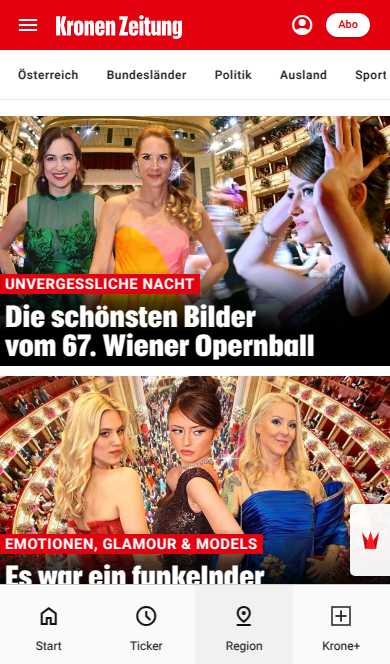 Kronen Zeitung
Abo
Österreich Bundesländer Politik Ausland Sport
UNVERGESSLICHE NACHT
Die schönsten Bilder
vom 67. Wiener Opernball
EMOTIONEN, GLAMOUR & MODELS
Es war ein funkelnder
Start Ticker Region Krone+